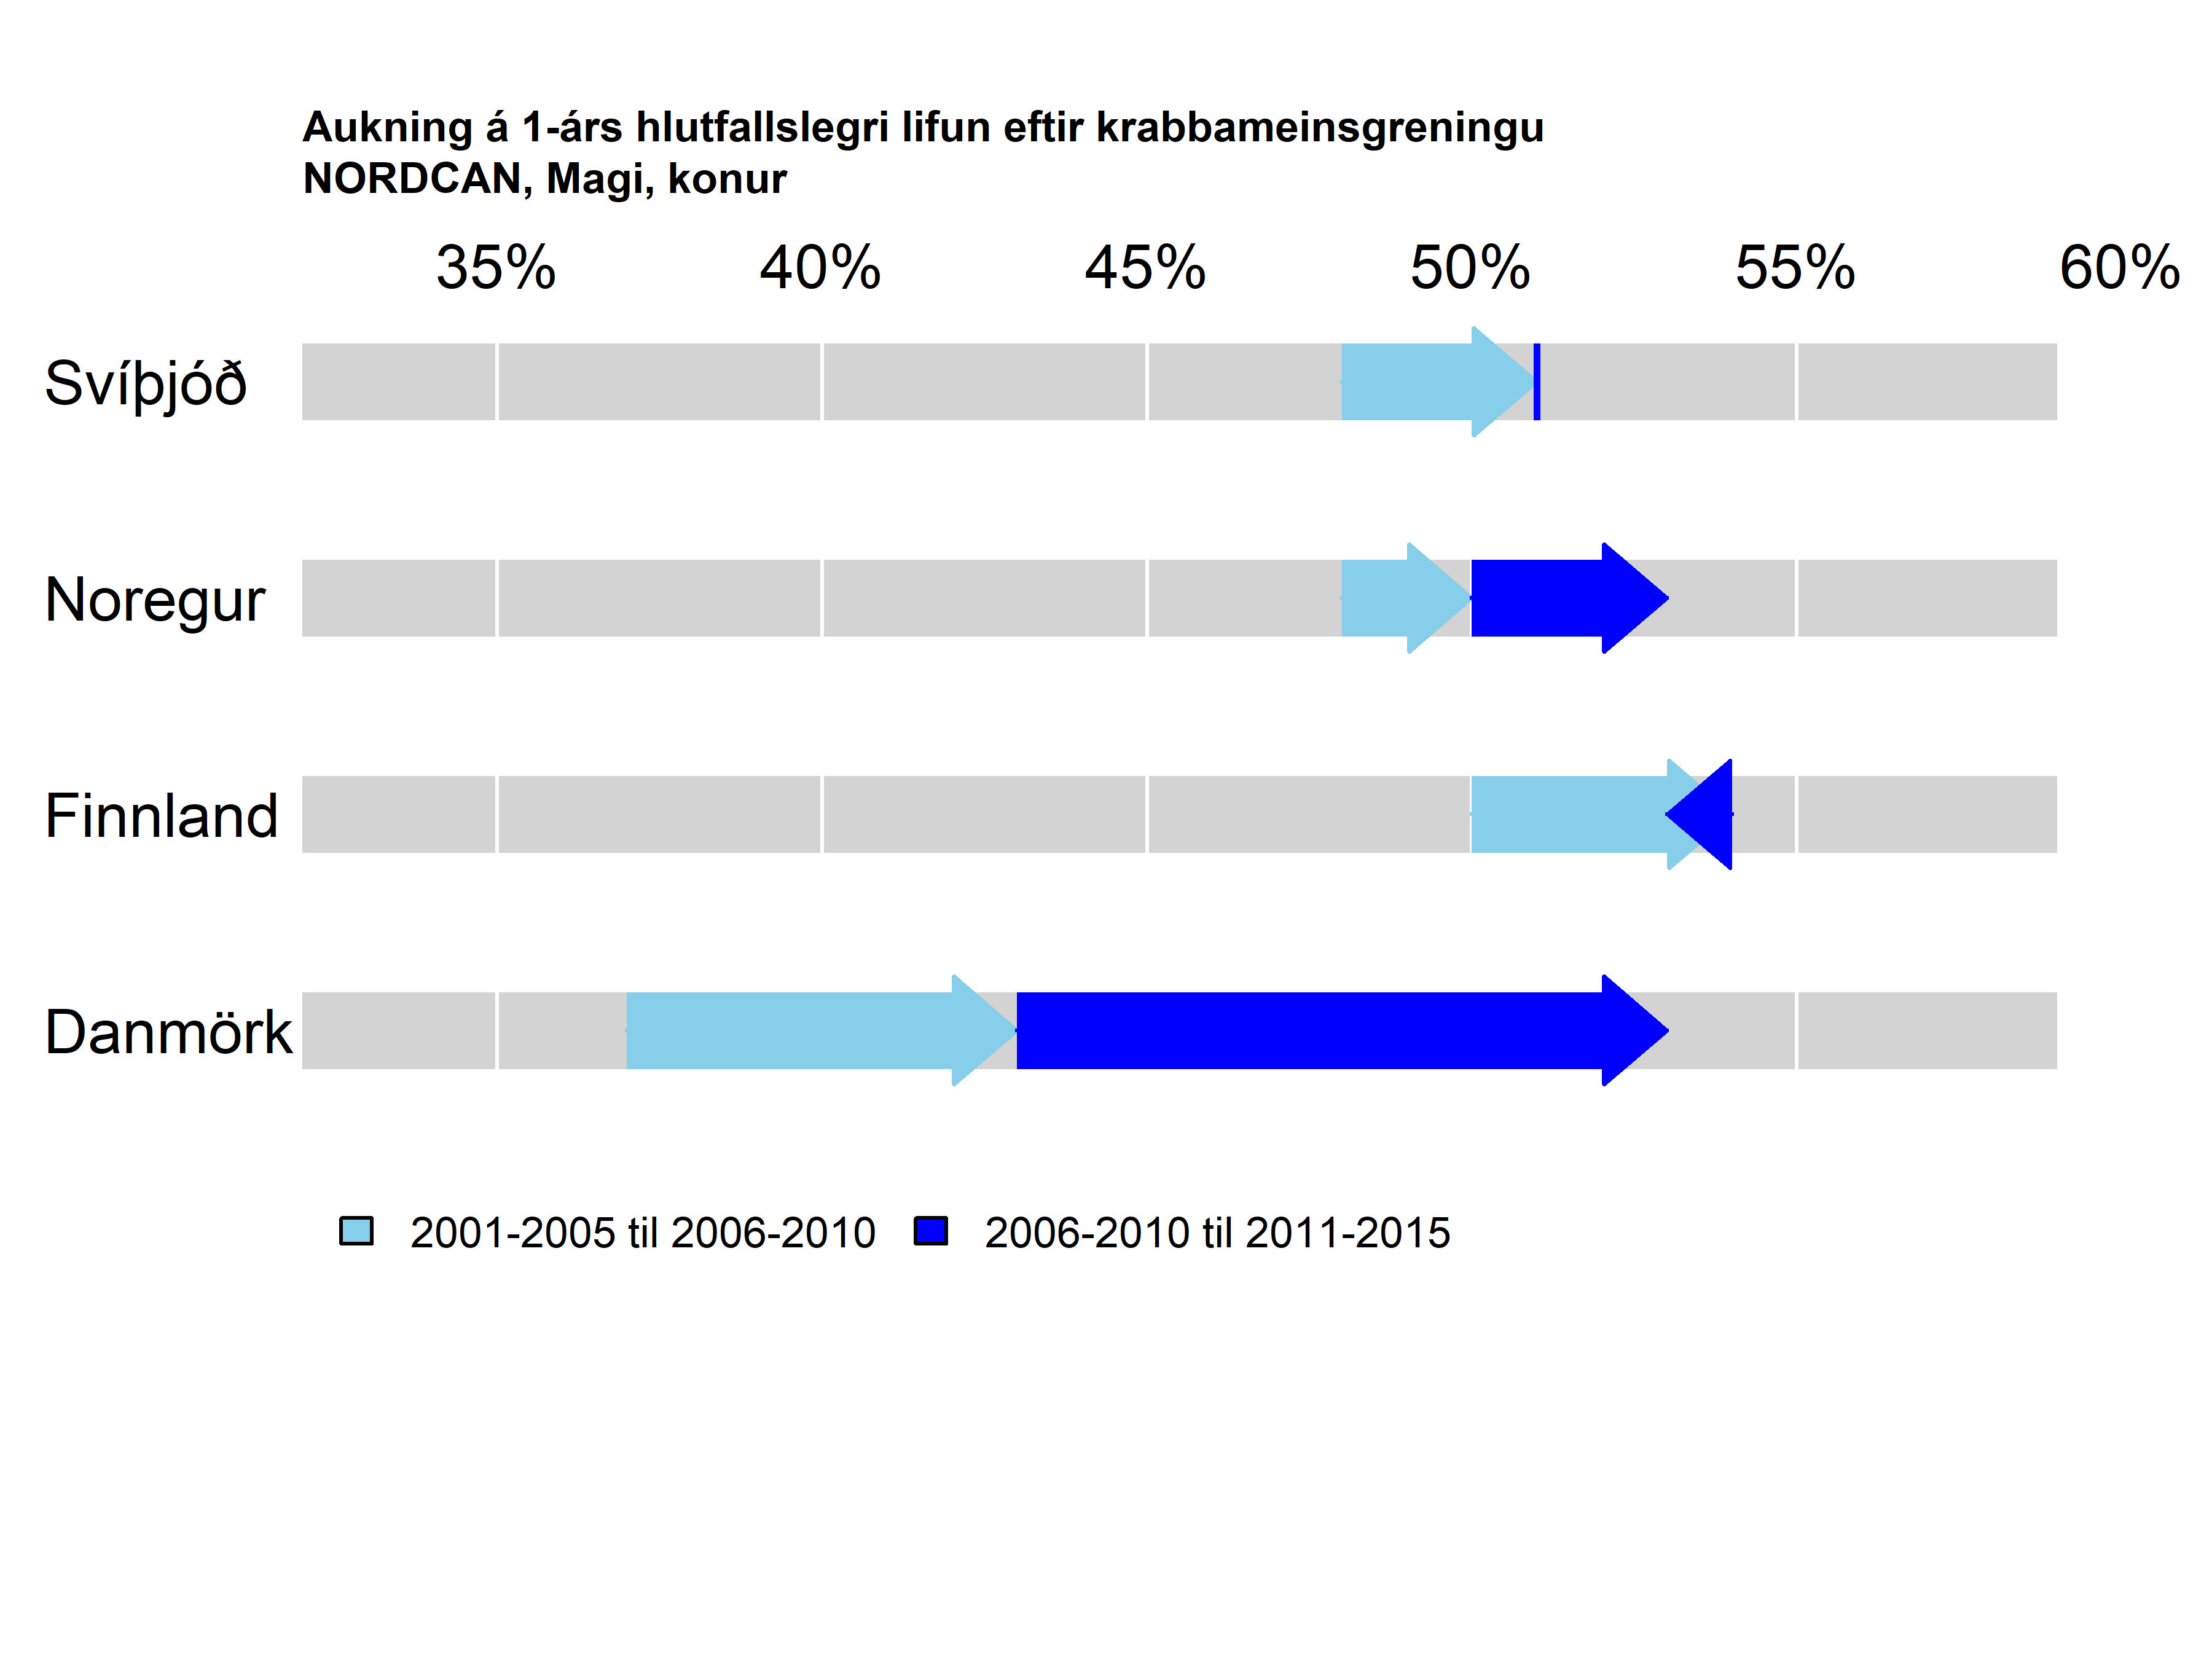 Aukning á 1-árs hlutfallslegri lifun eftir krabbameinsgreningu
NORDCAN, Magi, konur
35% 40% 45% 50% 55% 60%
Svíþjóð
Noregur
Finnland
Danmörk
2001-2005 til 2006-2010 2006-2010 til 2011-2015